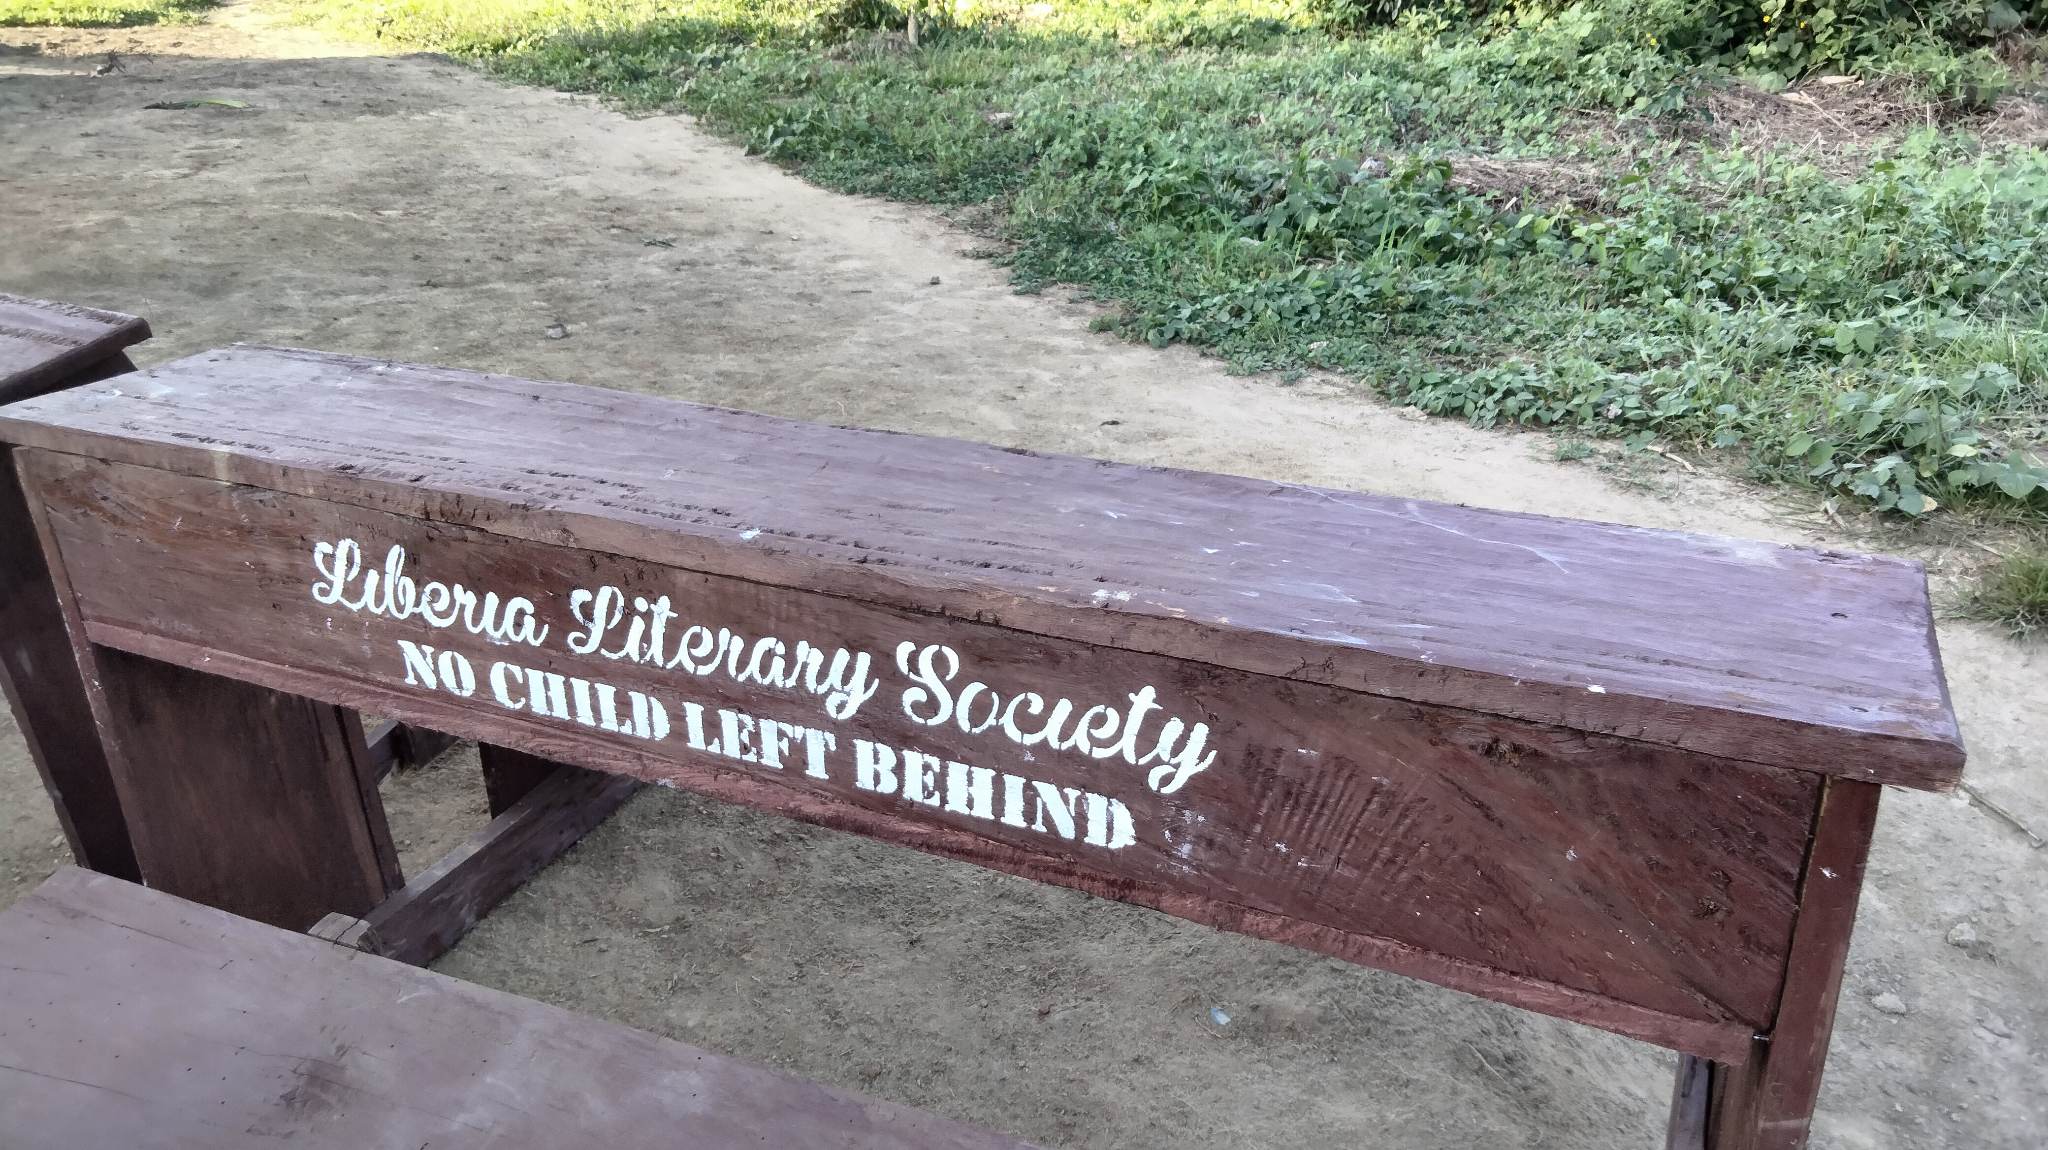 Liberia Literary Society
NO CHILD LEFT BEHIND